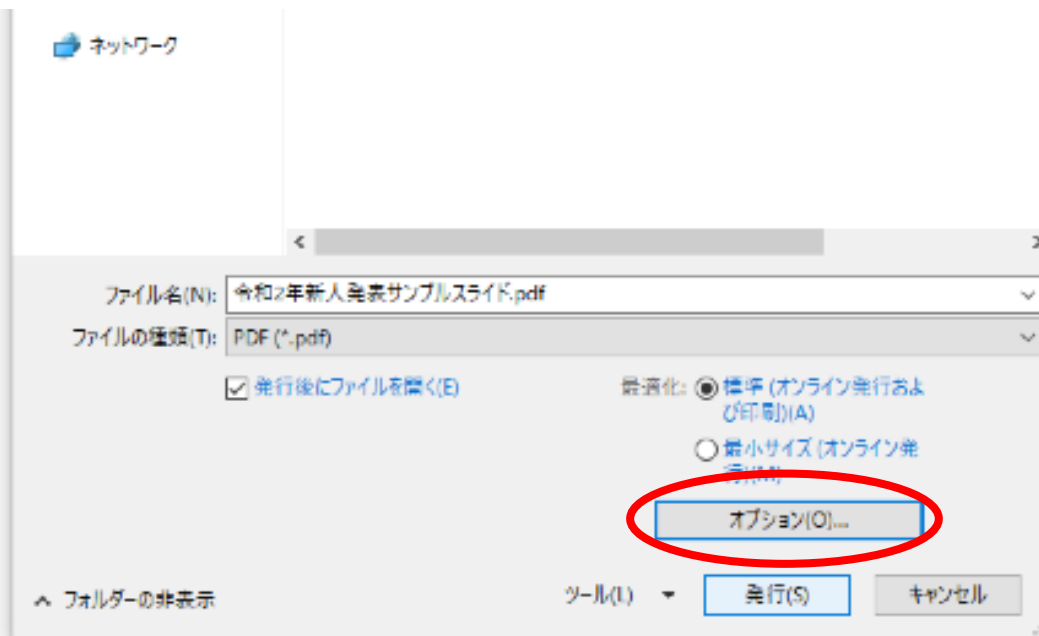 ネットワーク
ファイル名(N): 令和2年新人発表サンプルスライド.pdf
ファイルの種類(T): PDF (*.pdf)
発行後にファイルを開く(E)
最適化: 標準 (オンライン発行およ
び印刷)(A)
最小サイズ (オンライン発
行)(M)
オプション(O)...
フォルダーの非表示
ツール(L)
発行(S)
キャンセル